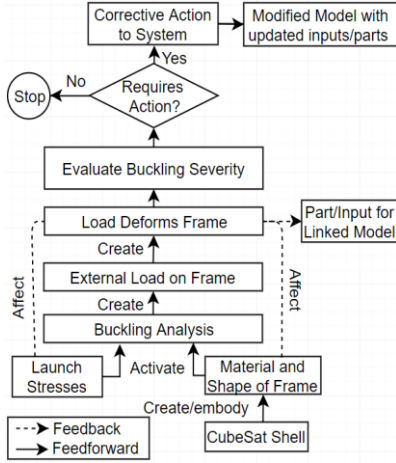 Corrective Action
to System
Modified Model with
updated inputs/parts
Yes
No
Stop
Requires
Action?
Evaluate Buckling Severity
Load Deforms Frame
Part/Input for
Linked Model
Create
Affect
Affect
External Load on Frame
Create
Buckling Analysis
Launch
Stresses
Activate
Material and
Shape of Frame
Create/embody
CubeSat Shell
Feedback
Feedforward